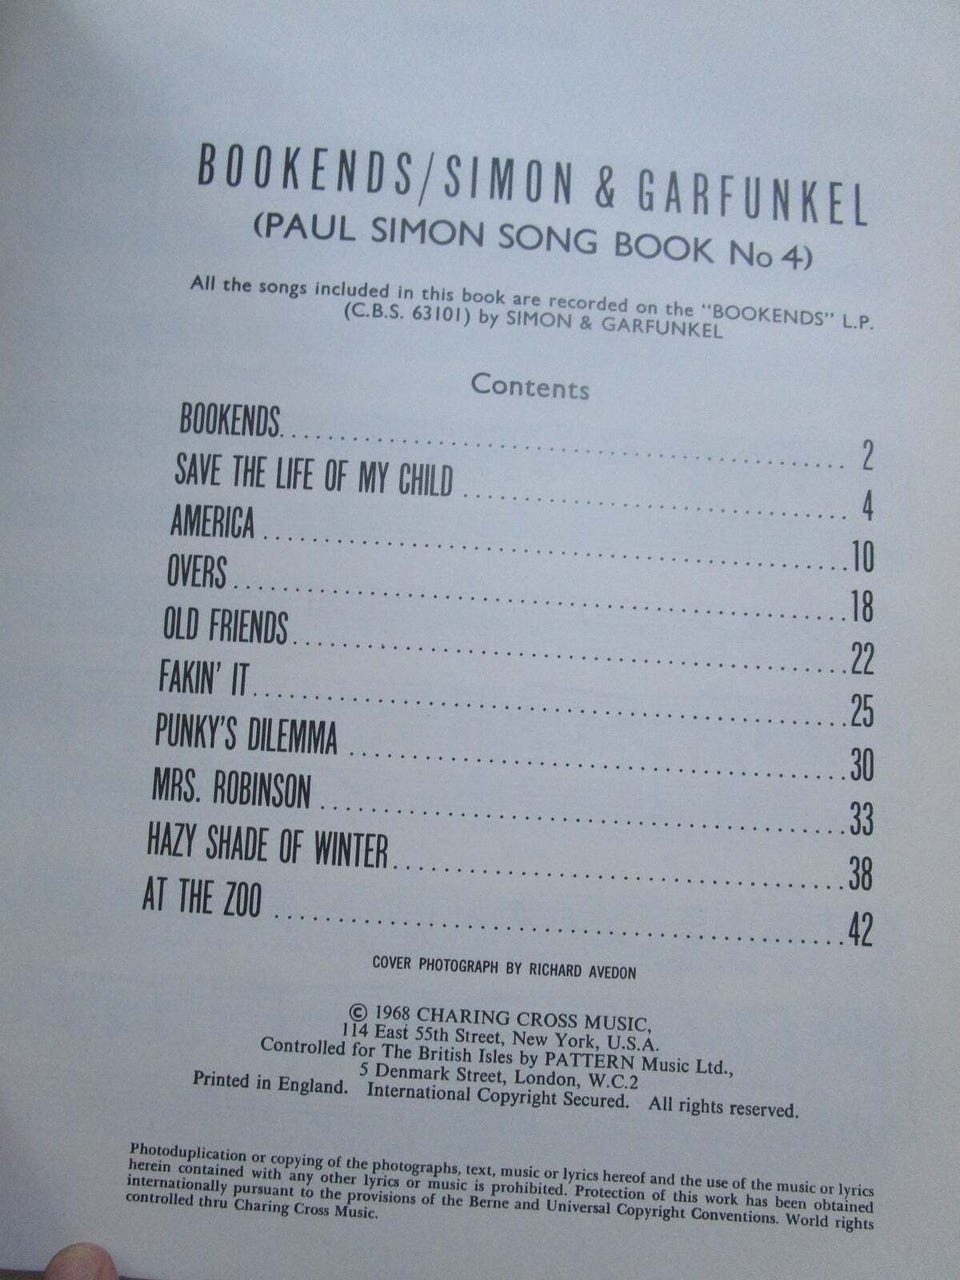 BOOKENDS/SIMON & GARFUNKEL
(PAUL SIMON SONG BOOK No 4)
All the songs included in this book are recorded on the "BOOKENDS" L.P.
(C.B.S. 63101) by SIMON & GARFUNKEL
Contents
BOOKENDS. . . . . . . . . . . . . . . . . . . . 2
SAVE THE LIFE OF MY CHILD . . . . . . . . . . . . . . . . . . . . 4
AMERICA . . . . . . . . . . . . . . . . . . . . 10
OVERS . . . . . . . . . . . . . . . . . . . . 18
OLD FRIENDS . . . . . . . . . . . . . . . . . . . . 22
FAKIN' IT . . . . . . . . . . . . . . . . . . . . 25
PUNKY'S DILEMMA . . . . . . . . . . . . . . . . . . . . 30
MRS. ROBINSON . . . . . . . . . . . . . . . . . . . . 33
HAZY SHADE OF WINTER . . . . . . . . . . . . . . . . . . . . 38
AT THE ZOO . . . . . . . . . . . . . . . . . . . . 42
COVER PHOTOGRAPH BY RICHARD AVEDON
© 1968 CHARING CROSS MUSIC,
114 East 55th Street, New York, U.S.A.
Controlled for The British Isles by PATTERN Music Ltd.,
5 Denmark Street, London, W.C.2
Printed in England. International Copyright Secured. All rights reserved.
Photoduplication or copying of the photographs, text, music or lyrics hereof and the use of the music or lyrics
herein contained with any other lyrics or music is prohibited. Protection of this work has been obtained
internationally pursuant to the provisions of the Berne and Universal Copyright Conventions. World rights
controlled thru Charing Cross Music.